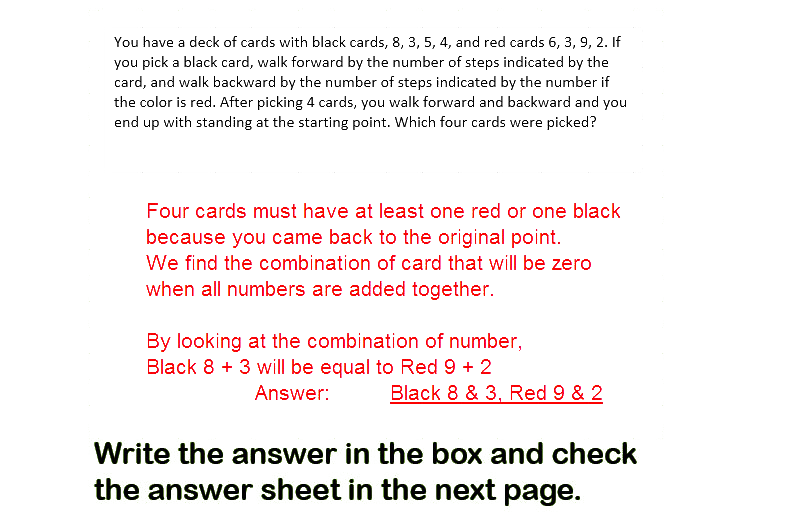 You have a deck of cards with black cards, 8, 3, 5, 4, and red cards 6, 3, 9, 2. If
you pick a black card, walk forward by the number of steps indicated by the
card, and walk backward by the number of steps indicated by the number if
the color is red. After picking 4 cards, you walk forward and backward and you
end up with standing at the starting point. Which four cards were picked?
Four cards must have at least one red or one black
because you came back to the original point.
We find the combination of card that will be zero
when all numbers are added together.
By looking at the combination of number,
Black 8 + 3 will be equal to Red 9 + 2
Answer: Black 8 & 3, Red 9 & 2
Write the answer in the box and check
the answer sheet in the next page.